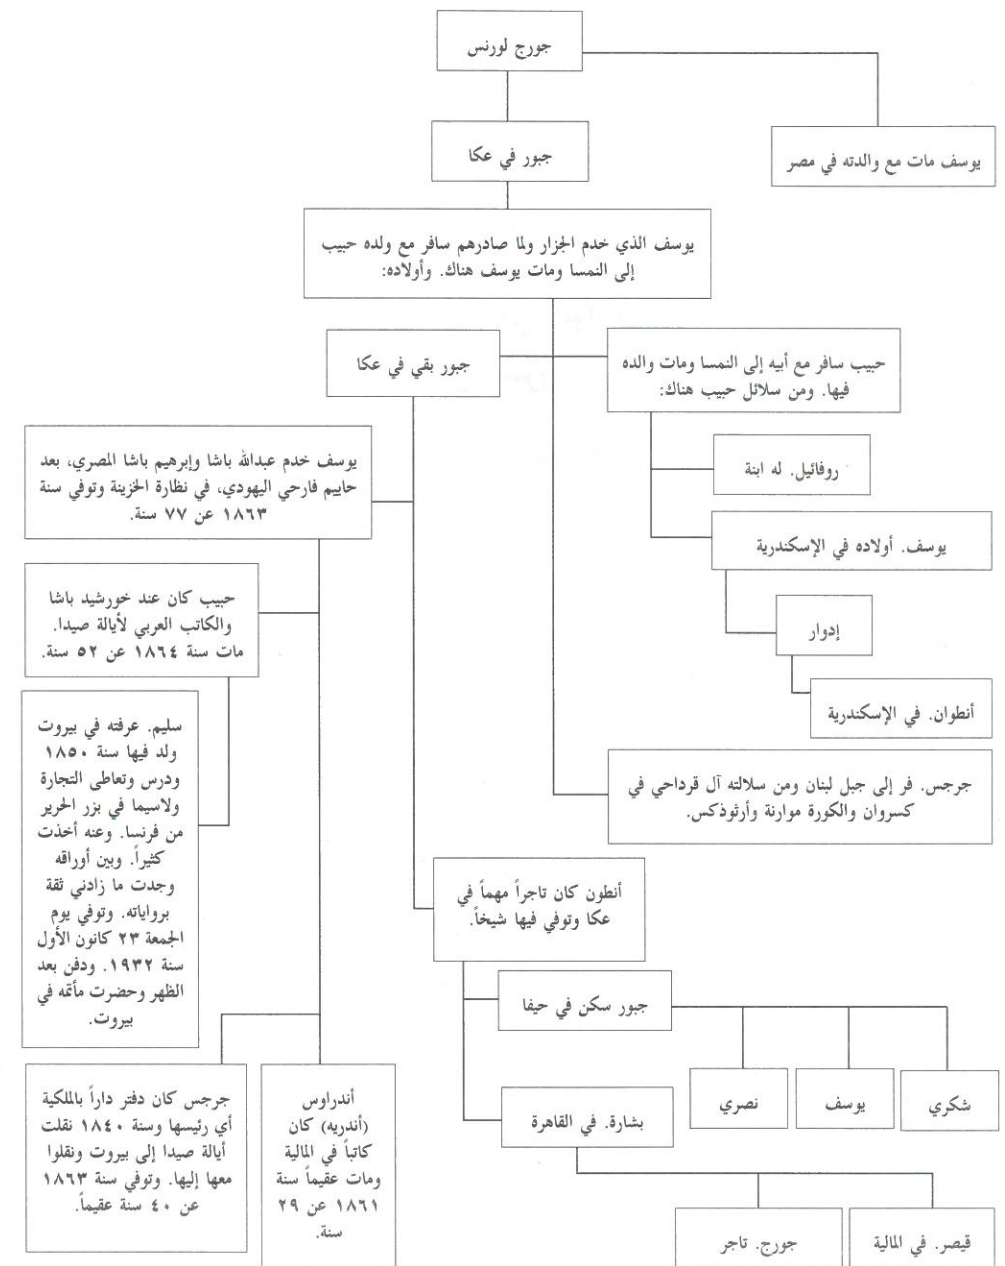 جورج لورنس
يوسف مات مع والدته في مصر
جبور في عكا
يوسف الذي خدم الجزار ولما صادرهم سافر مع ولده حبيب
إلى النمسا ومات يوسف هناك. وأولاده:
حبيب سافر مع أبيه إلى النمسا ومات والده
فيها. ومن سلائل حبيب هناك:
جبور بقي في عكا
روفائيل. له ابنة
يوسف. أولاده في الإسكندرية
إدوار
أنطوان. في الإسكندرية
جرجس. فر إلى جبل لبنان ومن سلالته آل قرداحي في
كسروان والكورة موارنة وأرثوذكس.
يوسف خدم عبدالله باشا وإبرهيم باشا المصري، بعد
حاييم فارحي اليهودي، في نظارة الخزينة وتوفي سنة
١٨٦٣ عن ٧٧ سنة.
حبيب كان عند خورشيد باشا
والكاتب العربي لأيالة صيدا.
مات سنة ١٨٦٤ عن ٥٢ سنة.
سليم. عرفته في بيروت
ولد فيها سنة ١٨٥٠
ودرس وتعاطى التجارة
ولاسيما في بزر الحرير
من فرنسا. وعنه أخذت
كثيراً. وبين أوراقه
وجدت ما زادني ثقة
برواياته. وتوفي يوم
الجمعة ٢٣ كانون الأول
سنة ١٩٣٢. ودفن بعد
الظهر وحضرت مأتمه في
بيروت.
أنطون كان تاجراً مهماً في
عكا وتوفي فيها شيخاً.
جبور سكن في حيفا
شكري
يوسف
نصري
بشارة. في القاهرة
قيصر. في المالية
جورج. تاجر
أندراوس
(أندريه) كان
كاتباً في المالية
ومات عقيماً سنة
١٨٦١ عن ٢٩
سنة.
جرجس كان دفتر داراً بالملكية
أي رئيسها وسنة ١٨٤٠ نقلت
أيالة صيدا إلى بيروت ونقلوا
معها إليها. وتوفي سنة ١٨٦٣
عن ٤٠ سنة عقيماً.